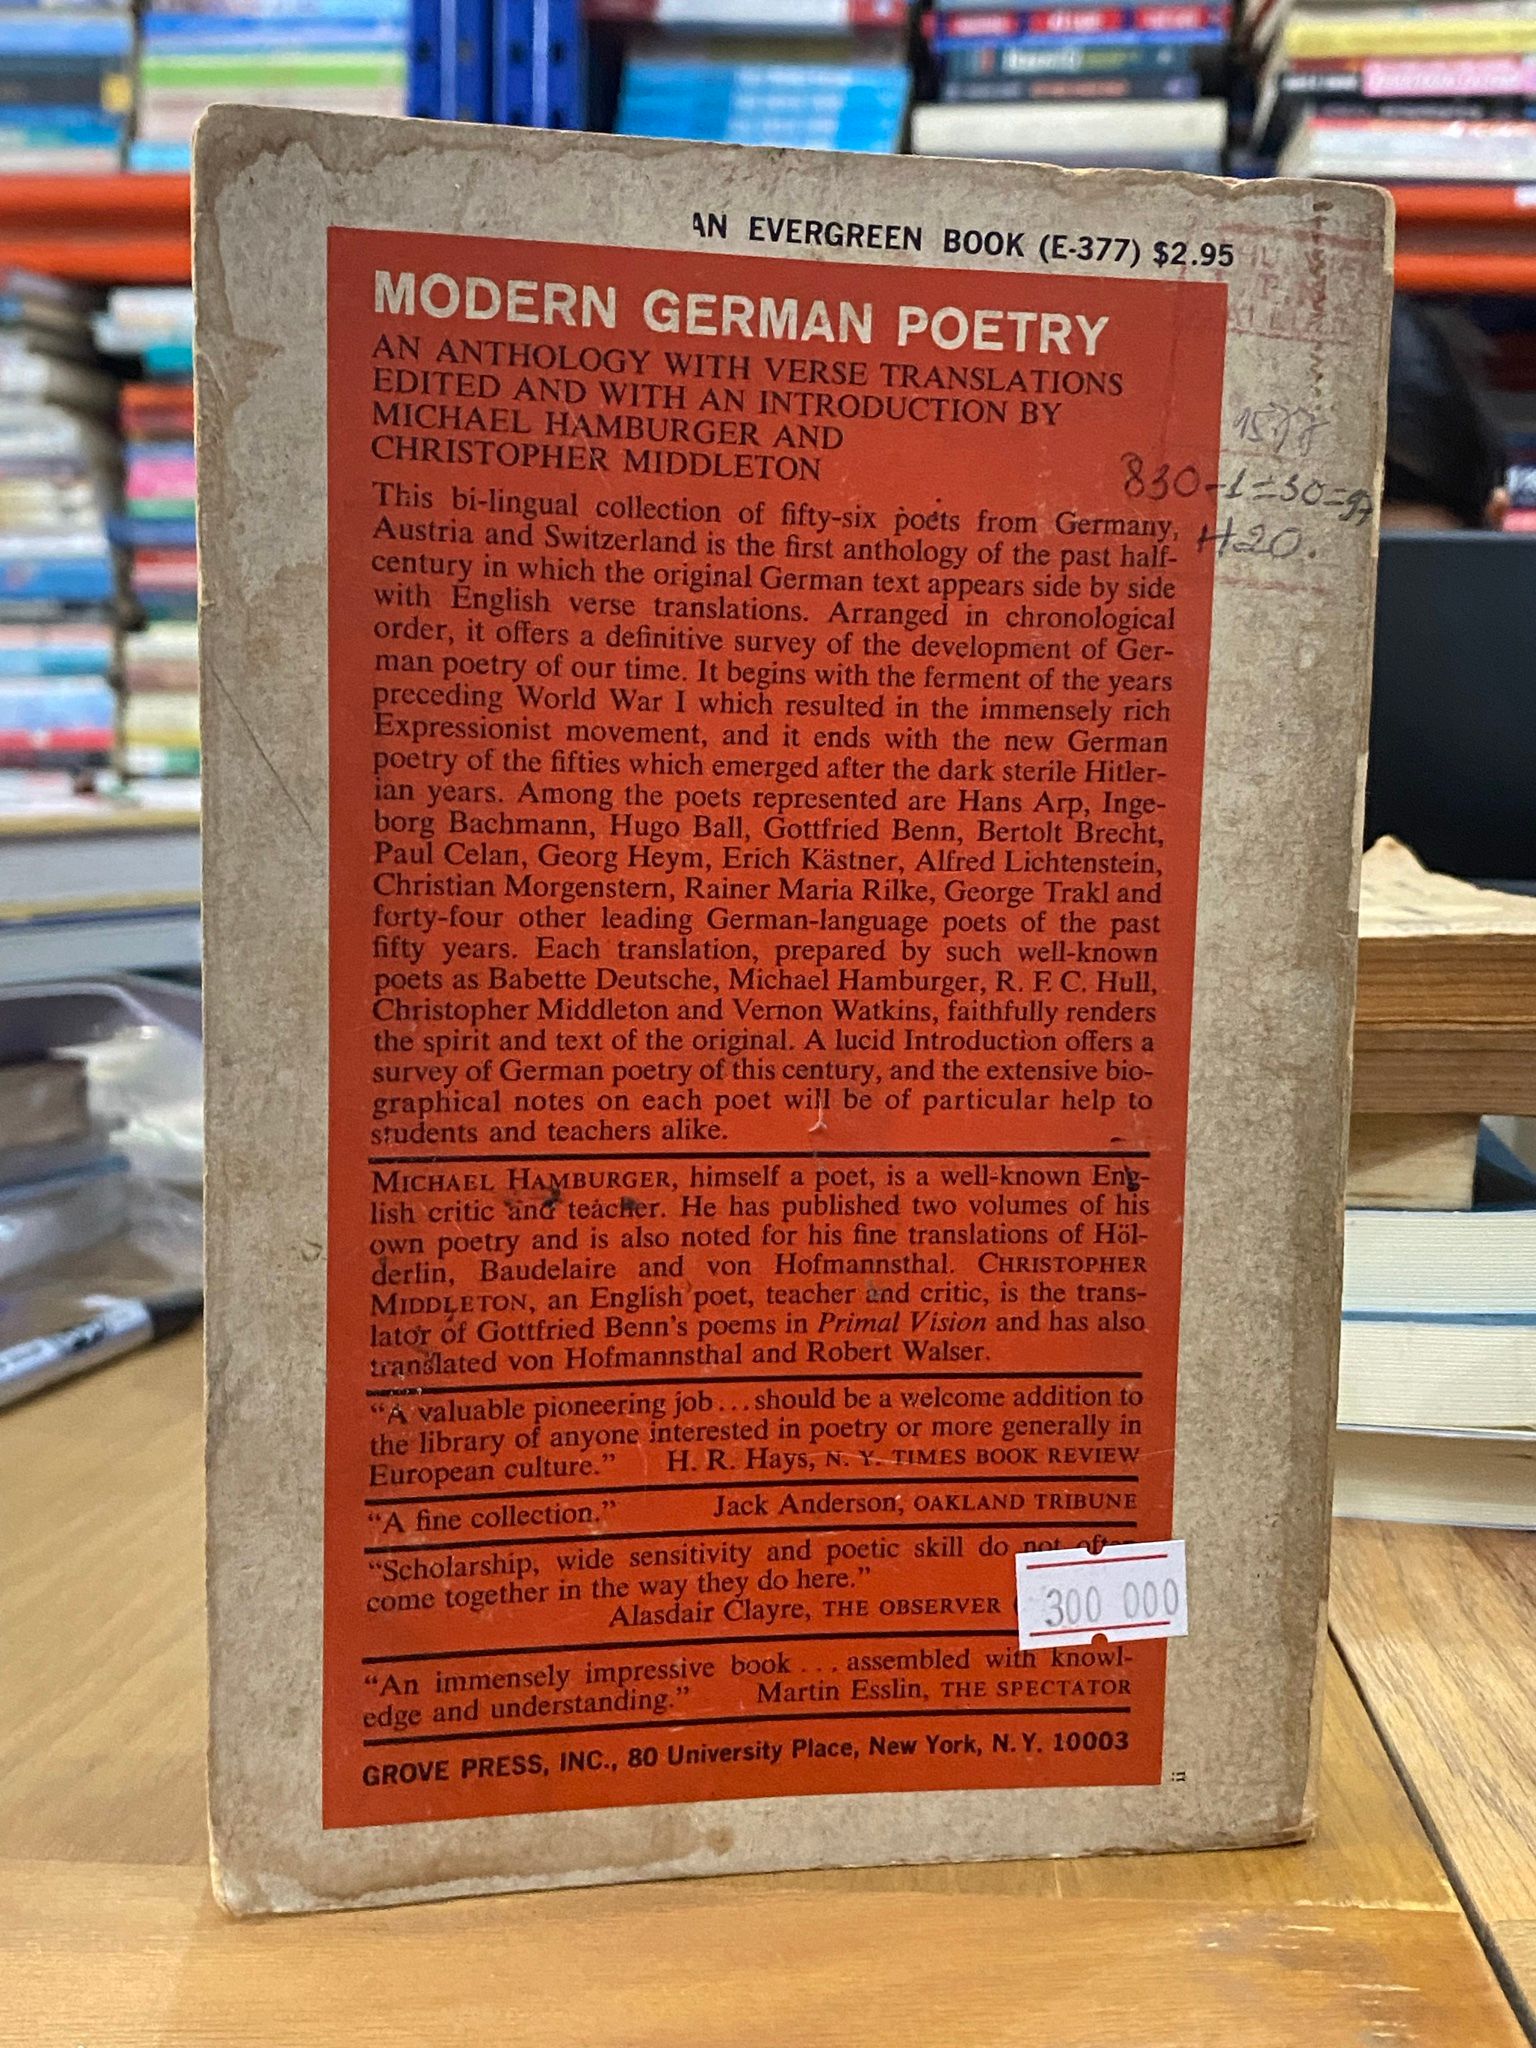 AN EVERGREEN BOOK (E-377) $2.95
MODERN GERMAN POETRY
AN ANTHOLOGY WITH VERSE TRANSLATIONS
EDITED AND WITH AN INTRODUCTION BY
MICHAEL HAMBURGER AND
CHRISTOPHER MIDDLETON
1577
830-1
H20.
This bi-lingual collection of fifty-six poets from Germany,
Austria and Switzerland is the first anthology of the past half-
century in which the original German text appears side by side
with English verse translations. Arranged in chronological
order, it offers a definitive survey of the development of Ger-
man poetry of our time. It begins with the ferment of the years
preceding World War I which resulted in the immensely rich
Expressionist movement, and it ends with the new German
poetry of the fifties which emerged after the dark sterile Hitler-
ian years. Among the poets represented are Hans Arp, Inge-
borg Bachmann, Hugo Ball, Gottfried Benn, Bertolt Brecht,
Paul Celan, Georg Heym, Erich Kästner, Alfred Lichtenstein,
Christian Morgenstern, Rainer Maria Rilke, George Trakl and
forty-four other leading German-language poets of the past
fifty years. Each translation, prepared by such well-known
poets as Babette Deutsche, Michael Hamburger, R. F. C. Hull,
Christopher Middleton and Vernon Watkins, faithfully renders
the spirit and text of the original. A lucid Introduction offers a
survey of German poetry of this century, and the extensive bio-
graphical notes on each poet will be of particular help to
students and teachers alike.
MICHAEL HAMBURGER, himself a poet, is a well-known Eng-
lish critic and teacher. He has published two volumes of his
own poetry and is also noted for his fine translations of Höl-
derlin, Baudelaire and von Hofmannsthal. CHRISTOPHER
MIDDLETON, an English poet, teacher and critic, is the trans-
lator of Gottfried Benn's poems in Primal Vision and has also
translated von Hofmannsthal and Robert Walser.
“A valuable pioneering job...should be a welcome addition to
the library of anyone interested in poetry or more generally in
European culture.” H. R. Hays, N. Y. TIMES BOOK REVIEW
“A fine collection.” Jack Anderson, OAKLAND TRIBUNE
“Scholarship, wide sensitivity and poetic skill do not often
come together in the way they do here.”
Alasdair Clayre, THE OBSERVER
300 000
“An immensely impressive book ... assembled with knowl-
edge and understanding.” Martin Esslin, THE SPECTATOR
GROVE PRESS, INC., 80 University Place, New York, N.Y. 10003